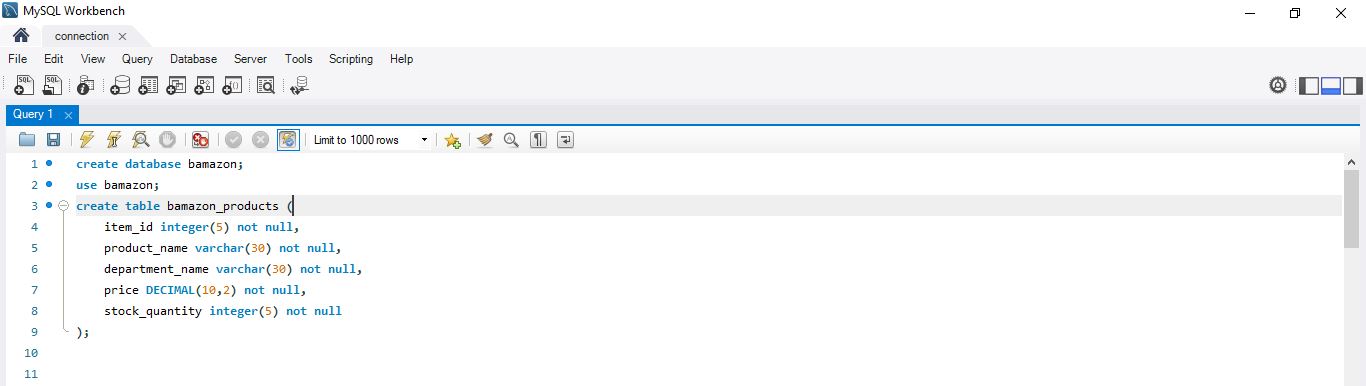 MySQL Workbench
connection
File Edit View Query Database Server Tools Scripting Help
SQL SQL
Query 1
Limit to 1000 rows
1 create database bamazon;
2 use bamazon;
3 create table bamazon_products (
4 item_id integer(5) not null,
5 product_name varchar(30) not null,
6 department_name varchar(30) not null,
7 price DECIMAL(10,2) not null,
8 stock_quantity integer(5) not null
9 );
10
11